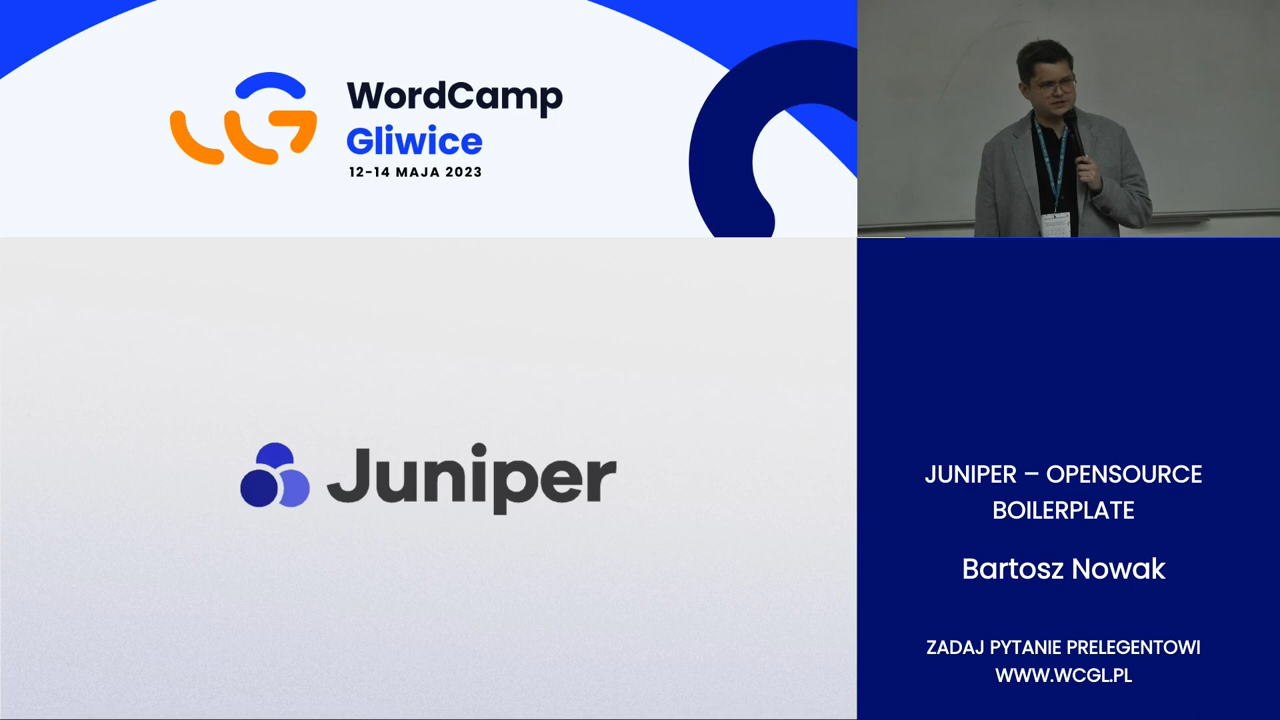 WordCamp
Gliwice
12-14 MAJA 2023
Juniper
JUNIPER – OPENSOURCE
BOILERPLATE
Bartosz Nowak
ZADAJ PYTANIE PRELEGENTOWI
WWW.WCGL.PL